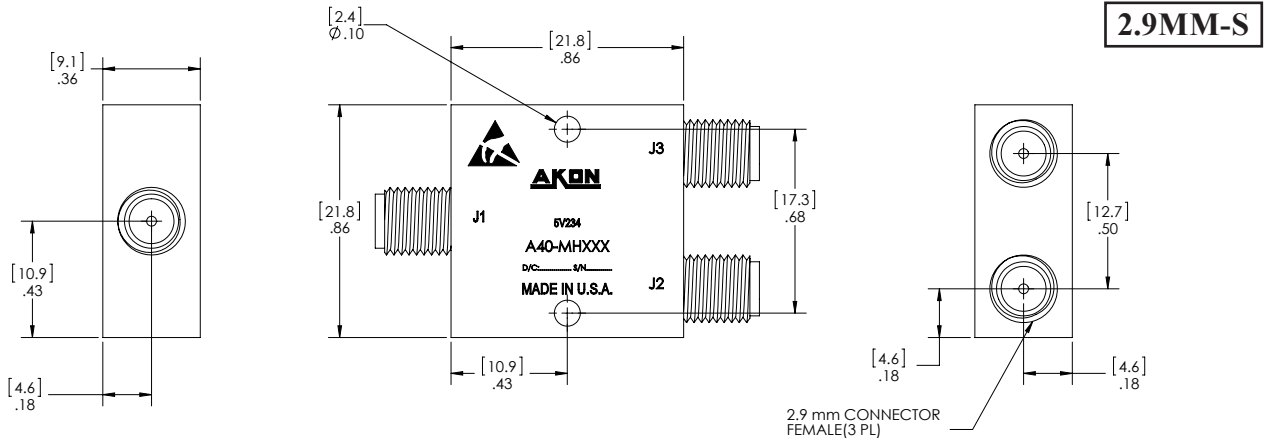 2.9MM-S
[2.4]
Ø.10
[21.8]
.86
[9.1]
.36
J3
AKON
[21.8]
.86
[17.3]
.68
[12.7]
.50
J1
5V234
A40-MHXXX
D/C:____ S/N____
MADE IN U.S.A.
J2
[10.9]
.43
[10.9]
.43
[4.6]
.18
[4.6]
.18
[4.6]
.18
2.9 mm CONNECTOR
FEMALE(3 PL)